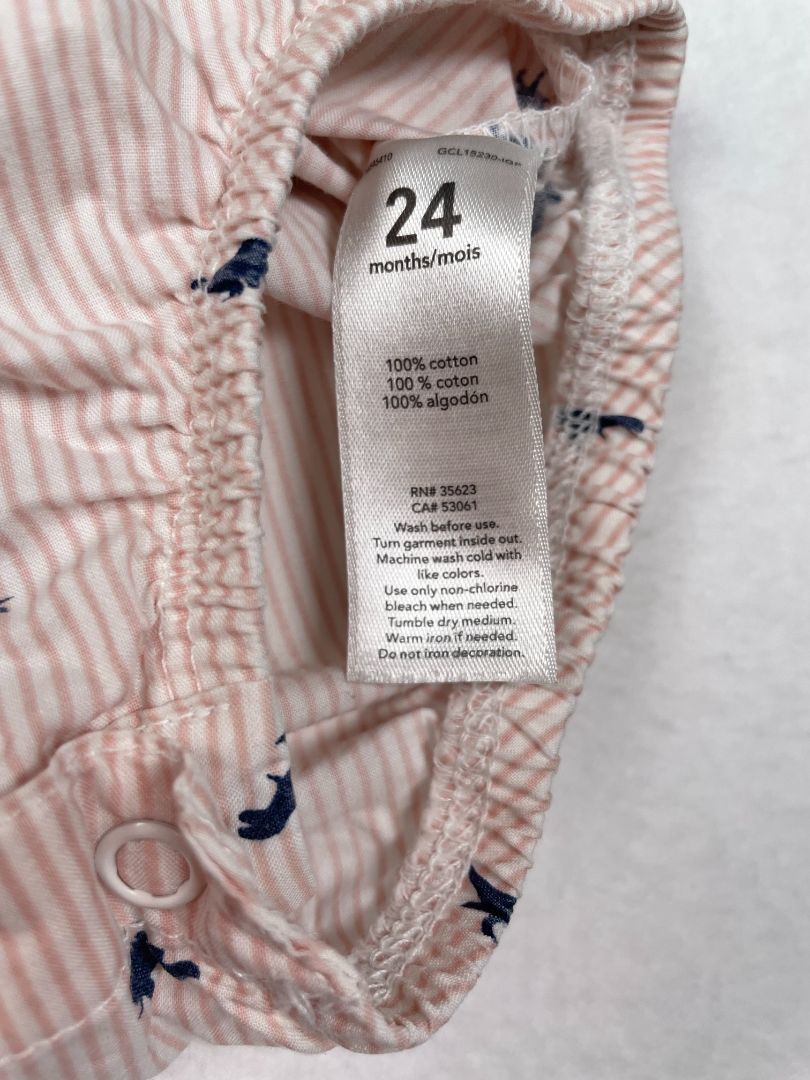 24
months/mois
100% cotton
100 % coton
100% algodón
RN# 35623
CA# 53061
Wash before use.
Turn garment inside out.
Machine wash cold with
like colors.
Use only non-chlorine
bleach when needed.
Tumble dry medium.
Warm iron if needed.
Do not iron decoration.